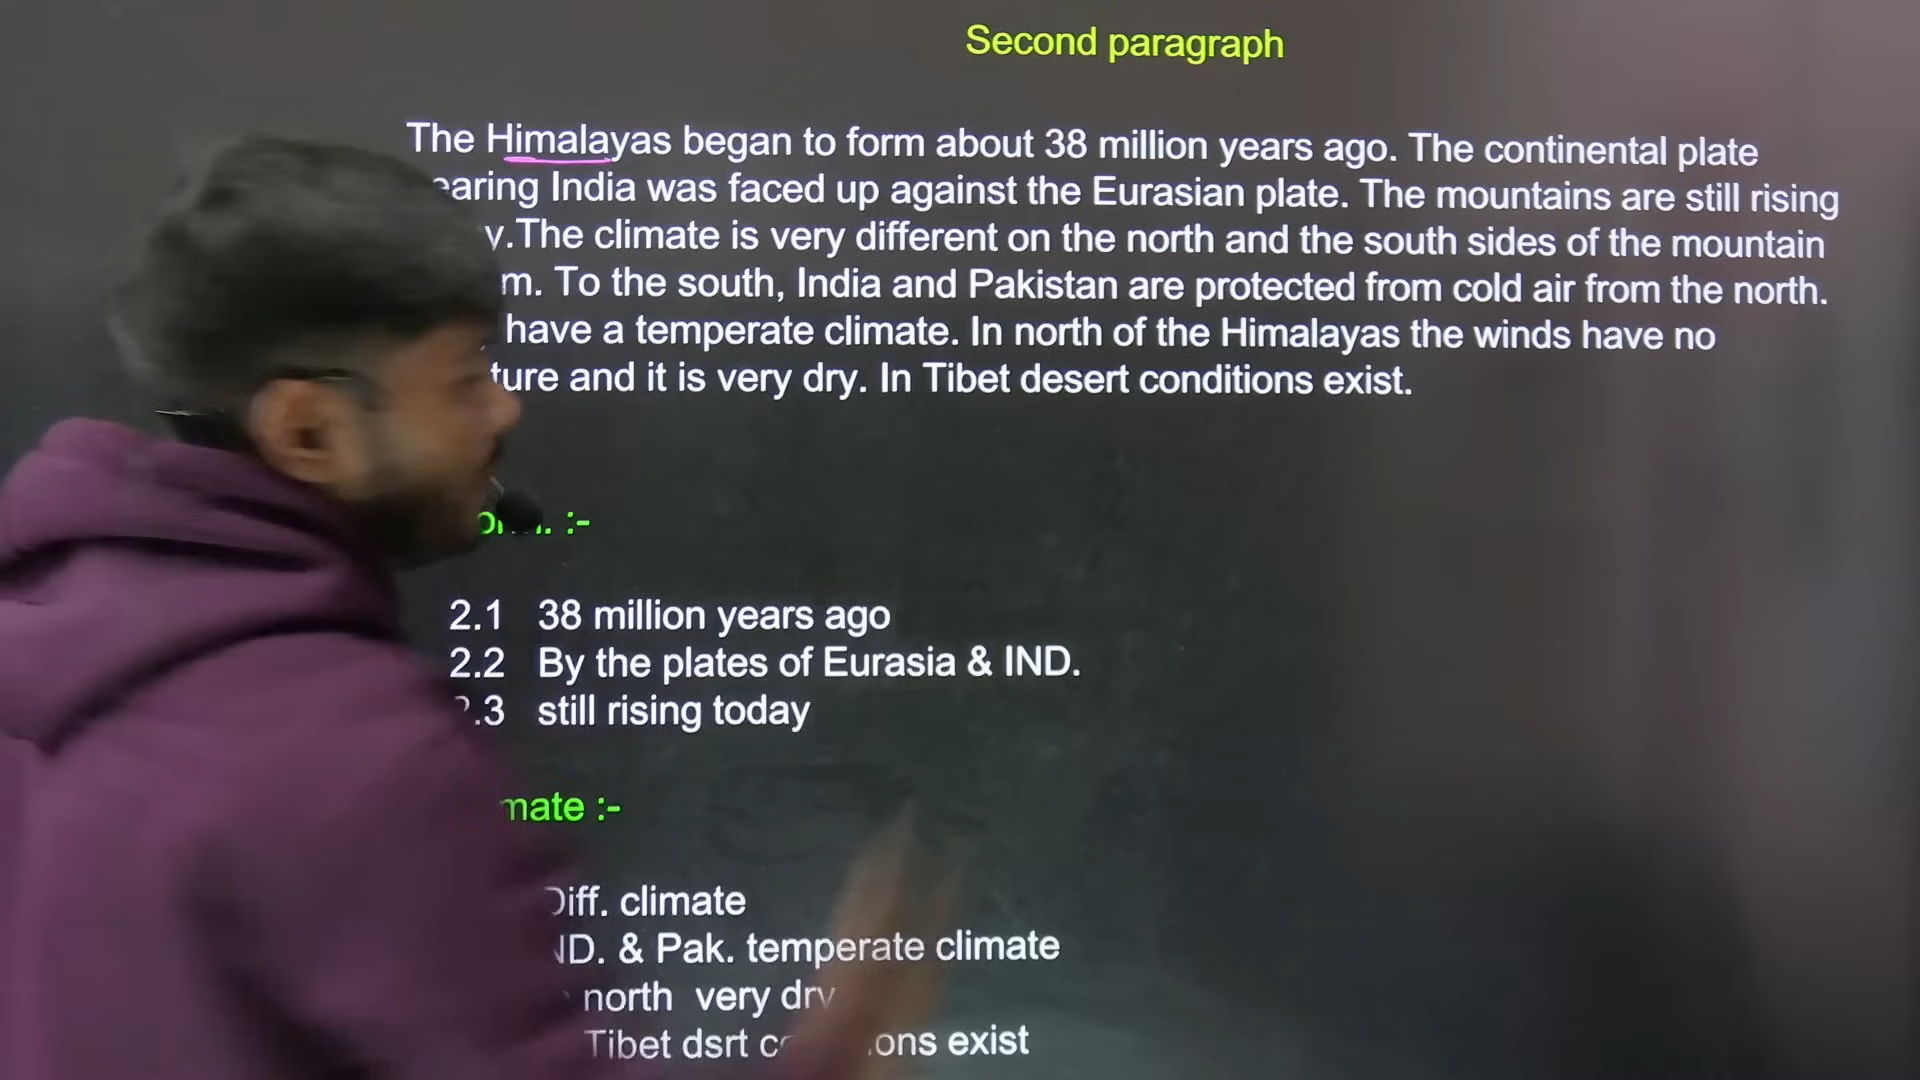 Second paragraph
The Himalayas began to form about 38 million years ago. The continental plate
India was faced up against the Eurasian plate. The mountains are still rising
The climate is very different on the north and the south sides of the mountain
To the south, India and Pakistan are protected from cold air from the north.
have a temperate climate. In north of the Himalayas the winds have no
and it is very dry. In Tibet desert conditions exist.
2.1 38 million years ago
2.2 By the plates of Eurasia & IND.
2.3 still rising today
Diff. climate
IND. & Pak. temperate climate
north very dry
Tibet dsrt exist